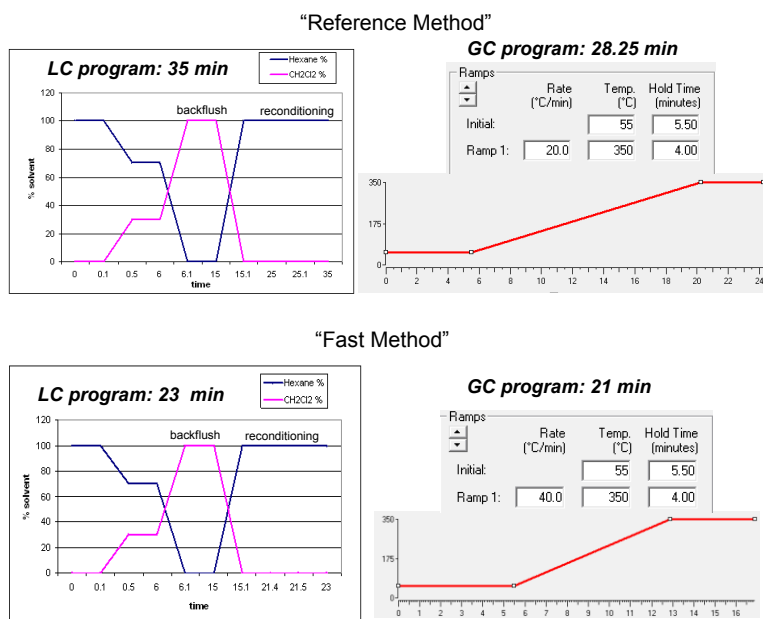 “Reference Method”
LC program: 35 min
Hexane %
CH2Cl2 %
GC program: 28.25 min
Ramps
Rate Temp. Hold Time
(°C/min) (°C) (minutes)
Initial: 55 5.50
Ramp 1: 20.0 350 4.00
backflush reconditioning
% solvent
120
100
80
60
40
20
0
0 0.1 0.5 6 6.1 15 15.1 25 25.1 35
time
350
175
0
0 2 4 6 8 10 12 14 16 18 20 22 24
“Fast Method”
LC program: 23 min
Hexane %
CH2Cl2 %
GC program: 21 min
Ramps
Rate Temp. Hold Time
(°C/min) (°C) (minutes)
Initial: 55 5.50
Ramp 1: 40.0 350 4.00
backflush reconditioning
% solvent
120
100
80
60
40
20
0
0 0.1 0.5 6 6.1 15 15.1 21.4 21.5 23
time
350
175
0
0 1 2 3 4 5 6 7 8 9 10 11 12 13 14 15 16